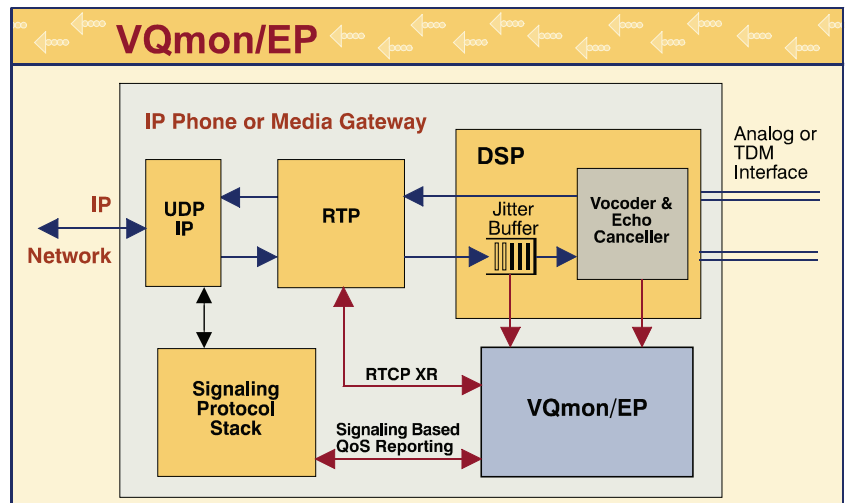 VQmon/EP
IP Phone or Media Gateway
Analog or
TDM
Interface
DSP
UDP
IP
RTP
Jitter
Buffer
Vocoder &
Echo
Canceller
IP
Network
RTCP XR
Signaling
Protocol
Stack
VQmon/EP
Signaling Based
QoS Reporting